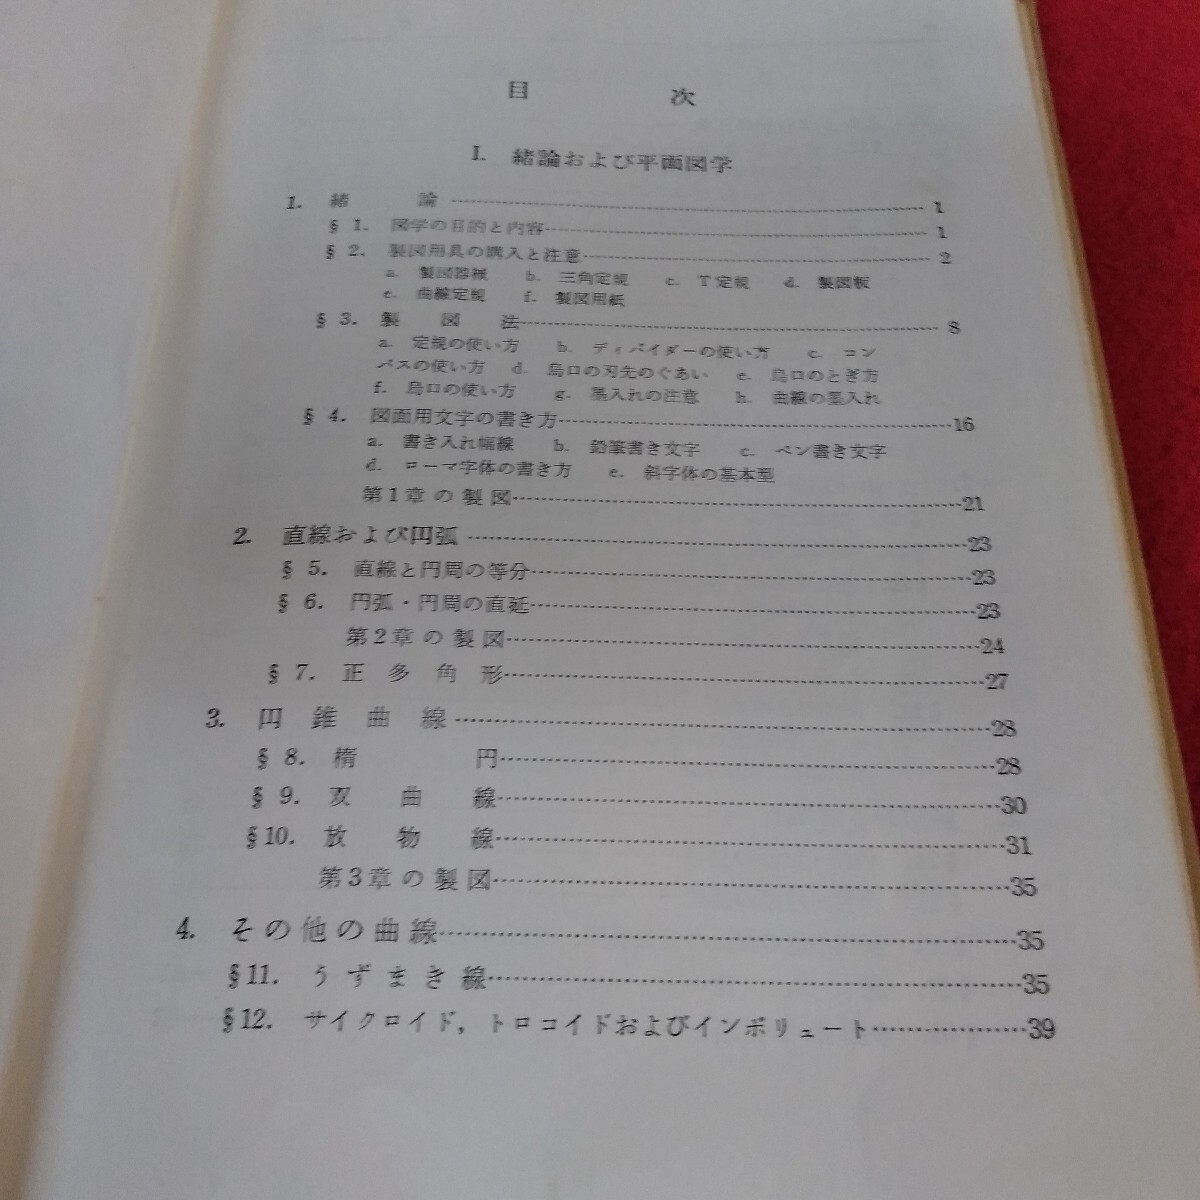 目次
I. 緒論および平面図学
1. 緒論……1
§ 1. 図学の目的と内容……1
§ 2. 製図用具の購入と注意……2
a. 製図器械 b. 三角定規 c. T定規 d. 製図板
e. 曲線定規 f. 製図用紙
§ 3. 製図法……8
a. 定規の使い方 b. ディバイダーの使い方 c. コン
パスの使い方 d. 烏口の刃先のぐあい e. 烏口のとぎ方
f. 烏口の使い方 g. 墨入れの注意 h. 曲線の墨入れ
§ 4. 図面用文字の書き方……16
a. 書き入れ幅線 b. 鉛筆書き文字 c. ペン書き文字
d. ローマ字体の書き方 e. 斜字体の基本型
第1章の製図……21
2. 直線および円弧……23
§ 5. 直線と円周の等分……23
§ 6. 円弧・円周の直延……23
第2章の製図……24
§ 7. 正多角形……27
3. 円錐曲線……28
§ 8. 楕円……28
§ 9. 双曲線……30
§10. 放物線……31
第3章の製図……35
4. その他の曲線……35
§11. うずまき線……35
§12. サイクロイド，トロコイドおよびインボリュート……39